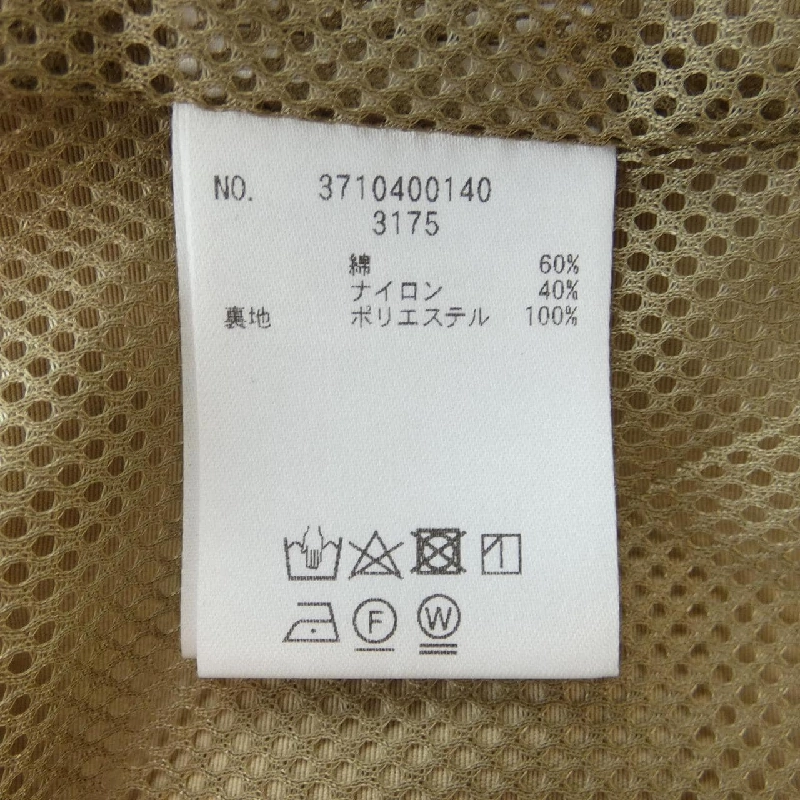 NO. 3710400140
3175
綿 60%
ナイロン 40%
裏地 ポリエステル 100%
F W